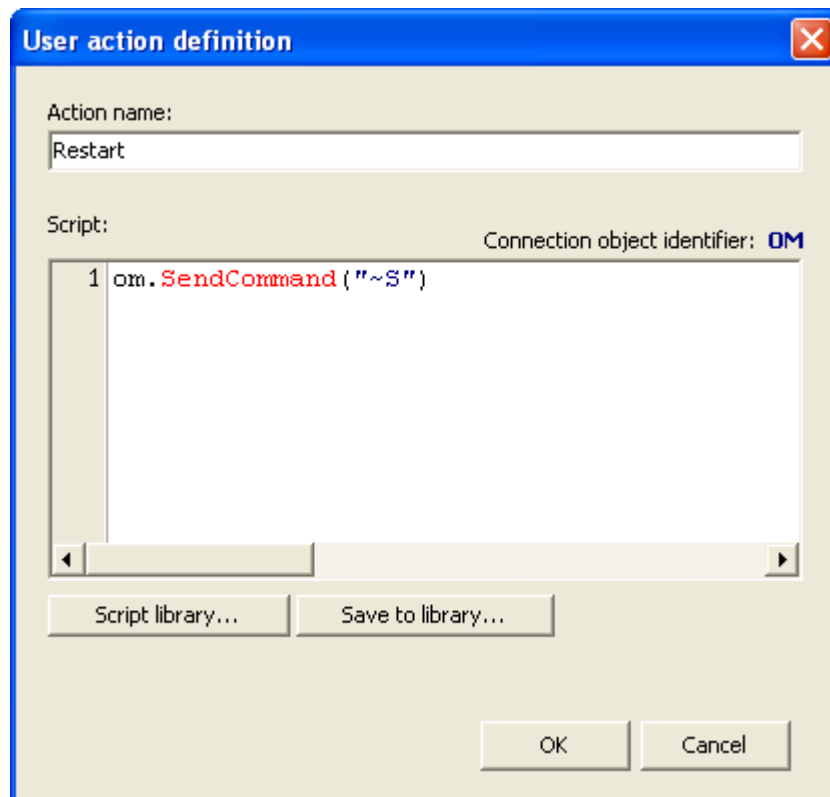 User action definition
Action name:
Restart
Script:
Connection object identifier: OM
1 om.SendCommand("~S")
Script library...
Save to library...
OK
Cancel